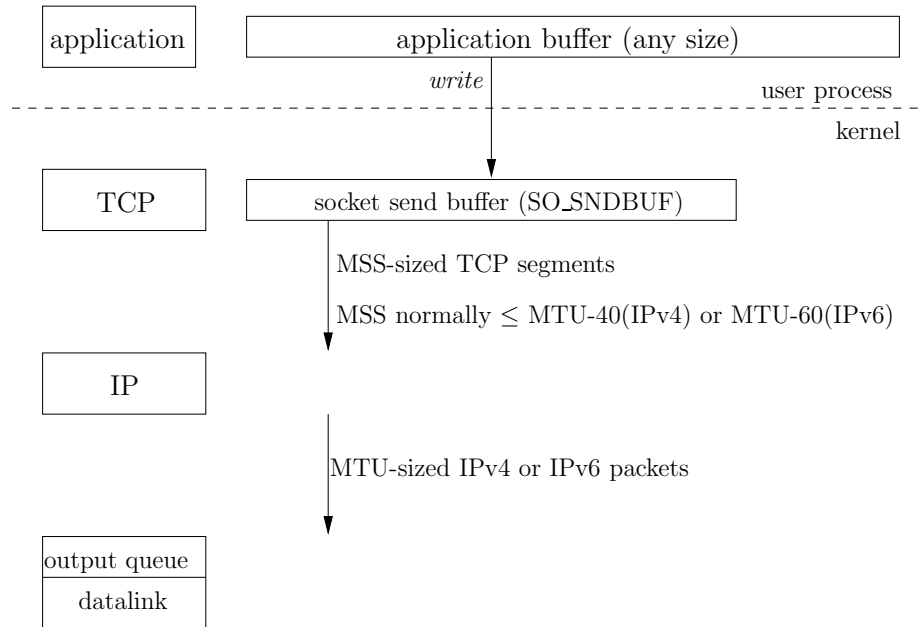 application
application buffer (any size)
write
user process
kernel
TCP
socket send buffer (SO_SNDBUF)
MSS-sized TCP segments
MSS normally ≤ MTU-40(IPv4) or MTU-60(IPv6)
IP
MTU-sized IPv4 or IPv6 packets
output queue
datalink